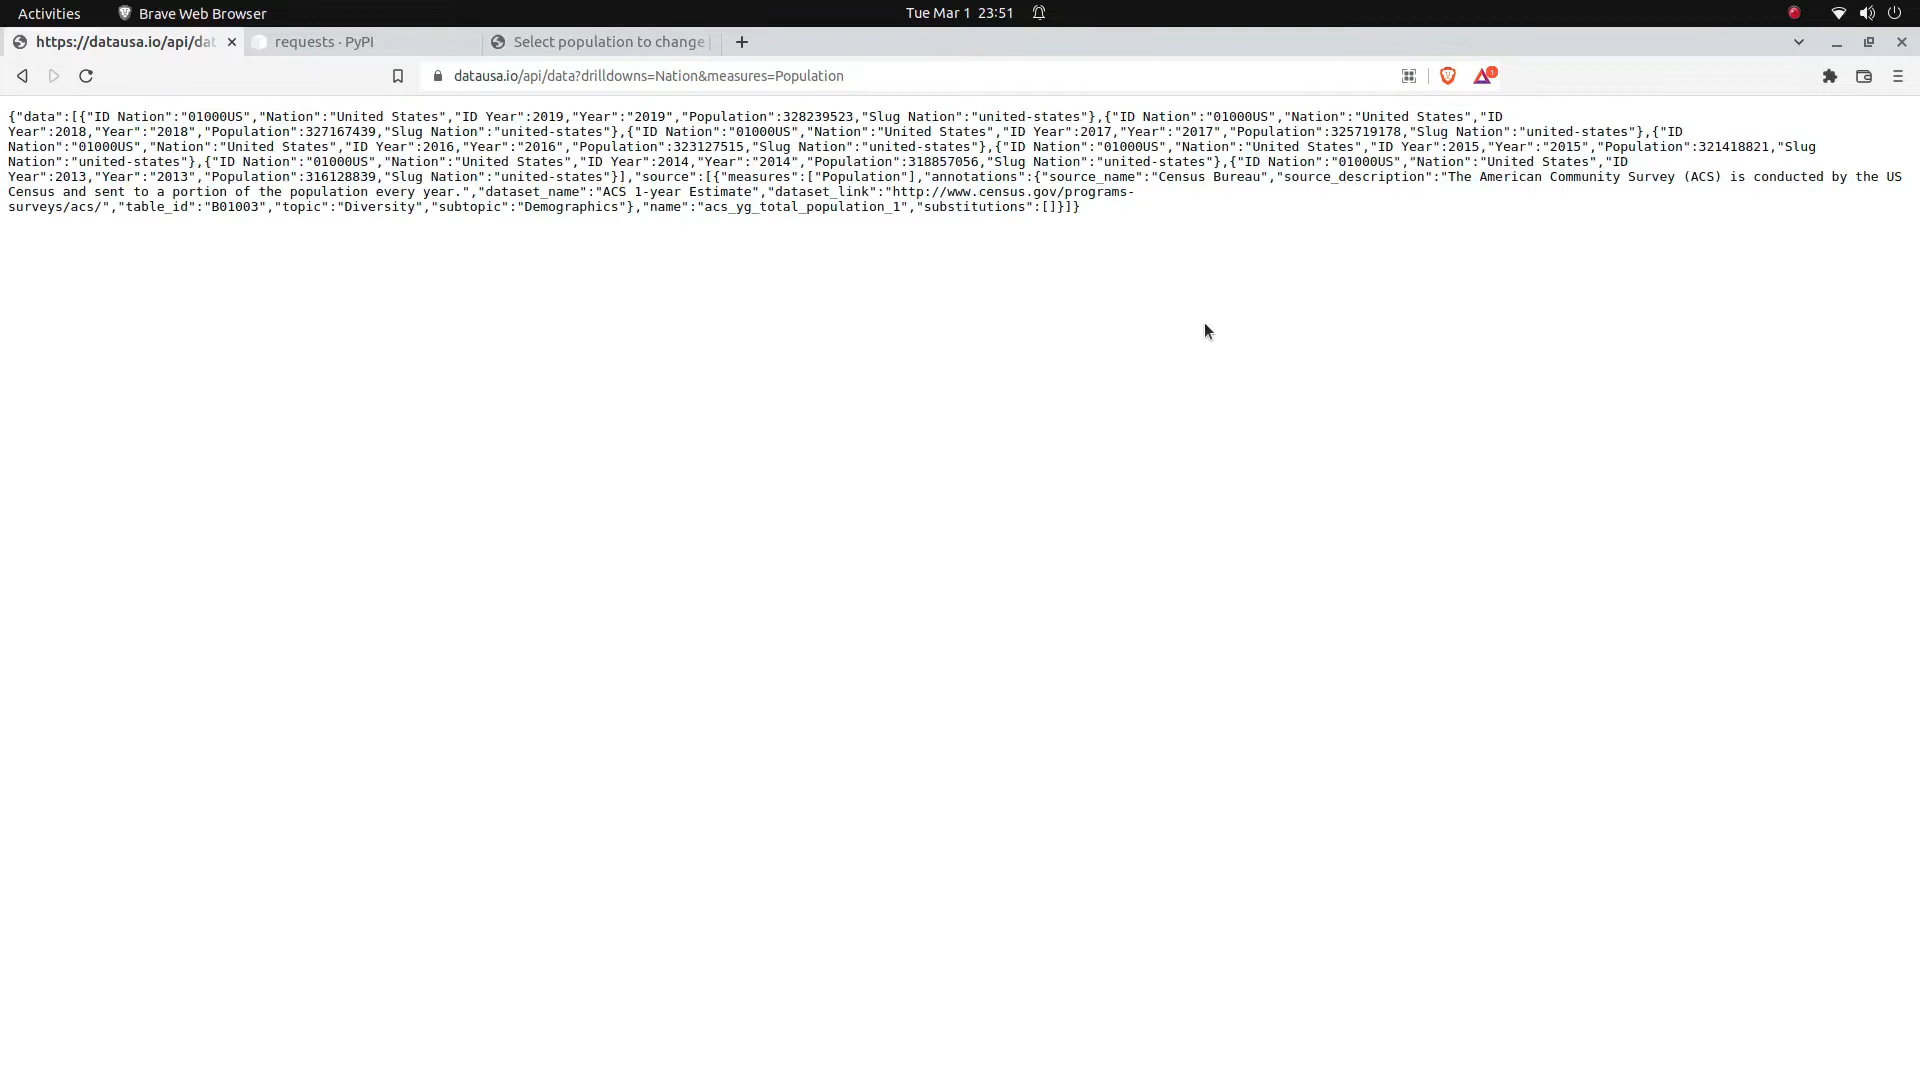 Activities
Brave Web Browser
Tue Mar 1 23:51
https://datausa.io/api/dat
requests · PyPI
Select population to change
datausa.io/api/data?drilldowns=Nation&measures=Population
1
{"data":[{"ID Nation":"01000US","Nation":"United States","ID Year":2019,"Year":"2019","Population":328239523,"Slug Nation":"united-states"},{"ID Nation":"01000US","Nation":"United States","ID
Year":2018,"Year":"2018","Population":327167439,"Slug Nation":"united-states"},{"ID Nation":"01000US","Nation":"United States","ID Year":2017,"Year":"2017","Population":325719178,"Slug Nation":"united-states"},{"ID
Nation":"01000US","Nation":"United States","ID Year":2016,"Year":"2016","Population":323127515,"Slug Nation":"united-states"},{"ID Nation":"01000US","Nation":"United States","ID Year":2015,"Year":"2015","Population":321418821,"Slug
Nation":"united-states"},{"ID Nation":"01000US","Nation":"United States","ID Year":2014,"Year":"2014","Population":318857056,"Slug Nation":"united-states"},{"ID Nation":"01000US","Nation":"United States","ID
Year":2013,"Year":"2013","Population":316128839,"Slug Nation":"united-states"}],"source":[{"measures":["Population"],"annotations":{"source_name":"Census Bureau","source_description":"The American Community Survey (ACS) is conducted by the US
Census and sent to a portion of the population every year.","dataset_name":"ACS 1-year Estimate","dataset_link":"http://www.census.gov/programs-
surveys/acs/","table_id":"B01003","topic":"Diversity","subtopic":"Demographics"},"name":"acs_yg_total_population_1","substitutions":[]}]}